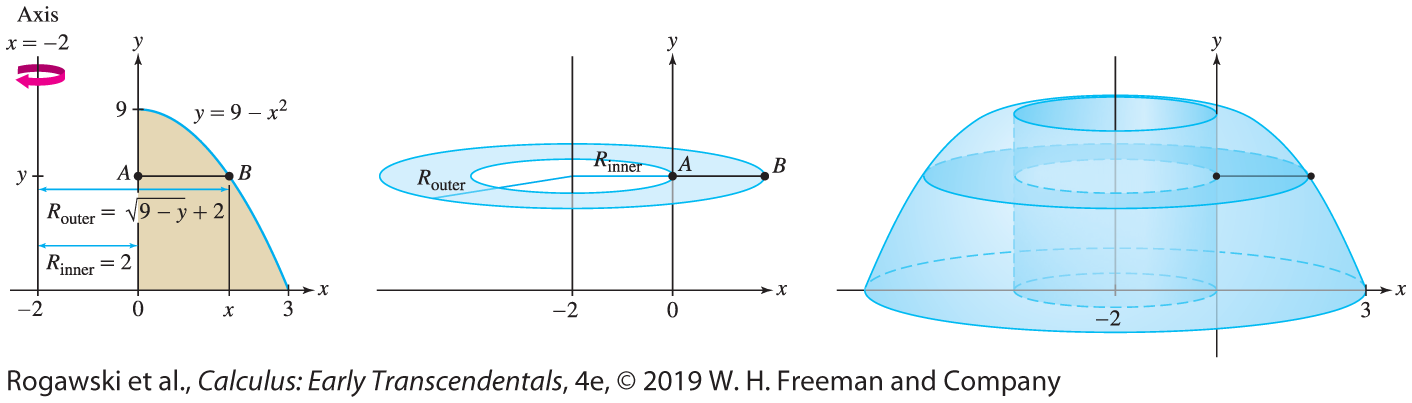 Axis
x = −2
y
9
y = 9 − x²
A
B
y
R_outer = √(9 − y) + 2
R_inner = 2
−2
0
x
3
x
y
R_inner
A
B
R_outer
−2
0
x
y
−2
3
x
Rogawski et al., Calculus: Early Transcendentals, 4e, © 2019 W. H. Freeman and Company